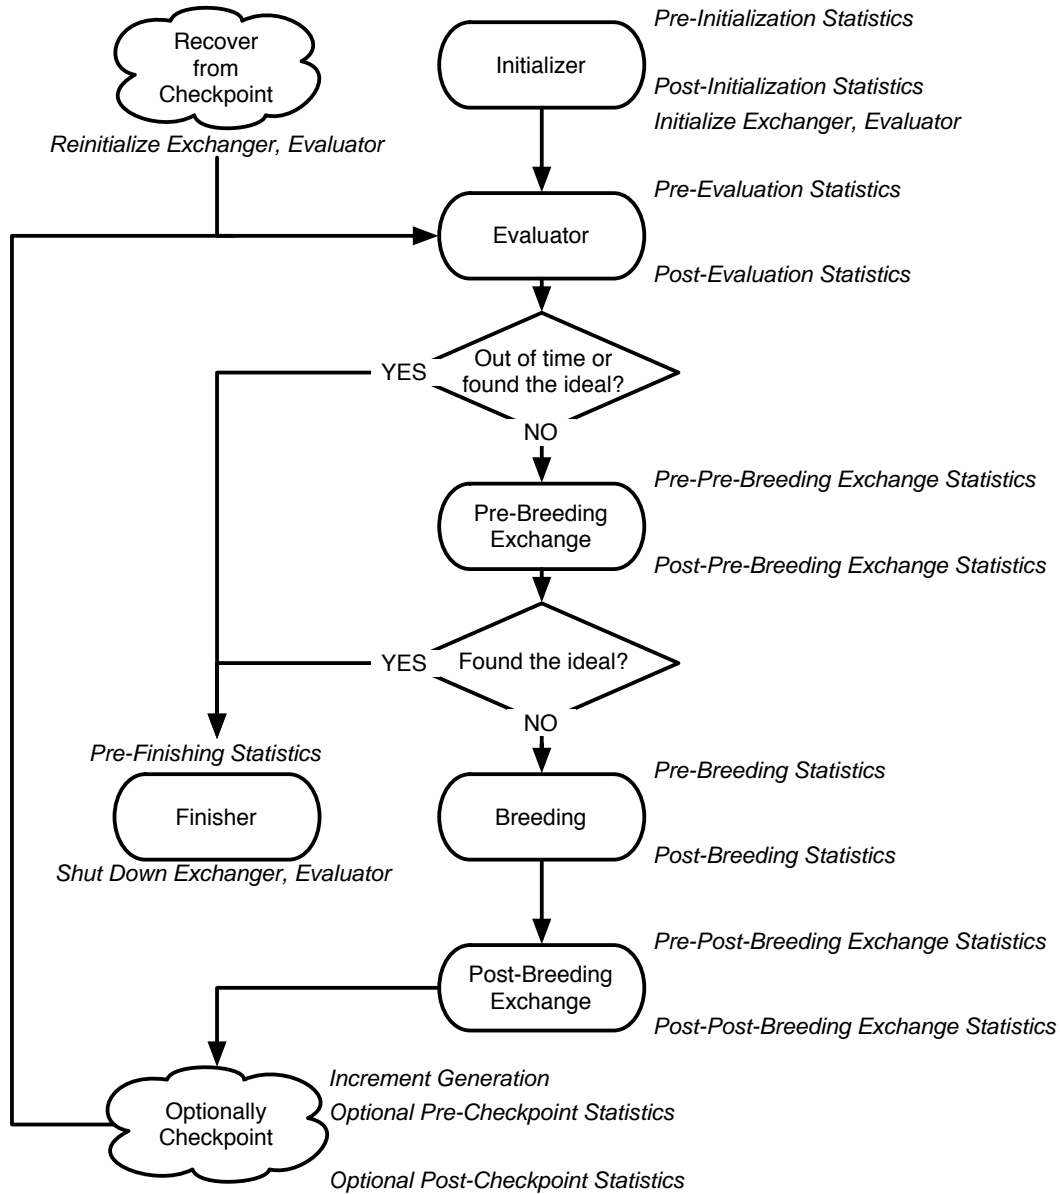 Pre-Initialization Statistics
Recover
from
Checkpoint
Initializer
Post-Initialization Statistics
Initialize Exchanger, Evaluator
Reinitialize Exchanger, Evaluator
Pre-Evaluation Statistics
Evaluator
Post-Evaluation Statistics
Out of time or
found the ideal?
YES
NO
Pre-Pre-Breeding Exchange Statistics
Pre-Breeding
Exchange
Post-Pre-Breeding Exchange Statistics
YES
Found the ideal?
NO
Pre-Finishing Statistics
Finisher
Shut Down Exchanger, Evaluator
Pre-Breeding Statistics
Breeding
Post-Breeding Statistics
Pre-Post-Breeding Exchange Statistics
Post-Breeding
Exchange
Post-Post-Breeding Exchange Statistics
Increment Generation
Optional Pre-Checkpoint Statistics
Optionally
Checkpoint
Optional Post-Checkpoint Statistics